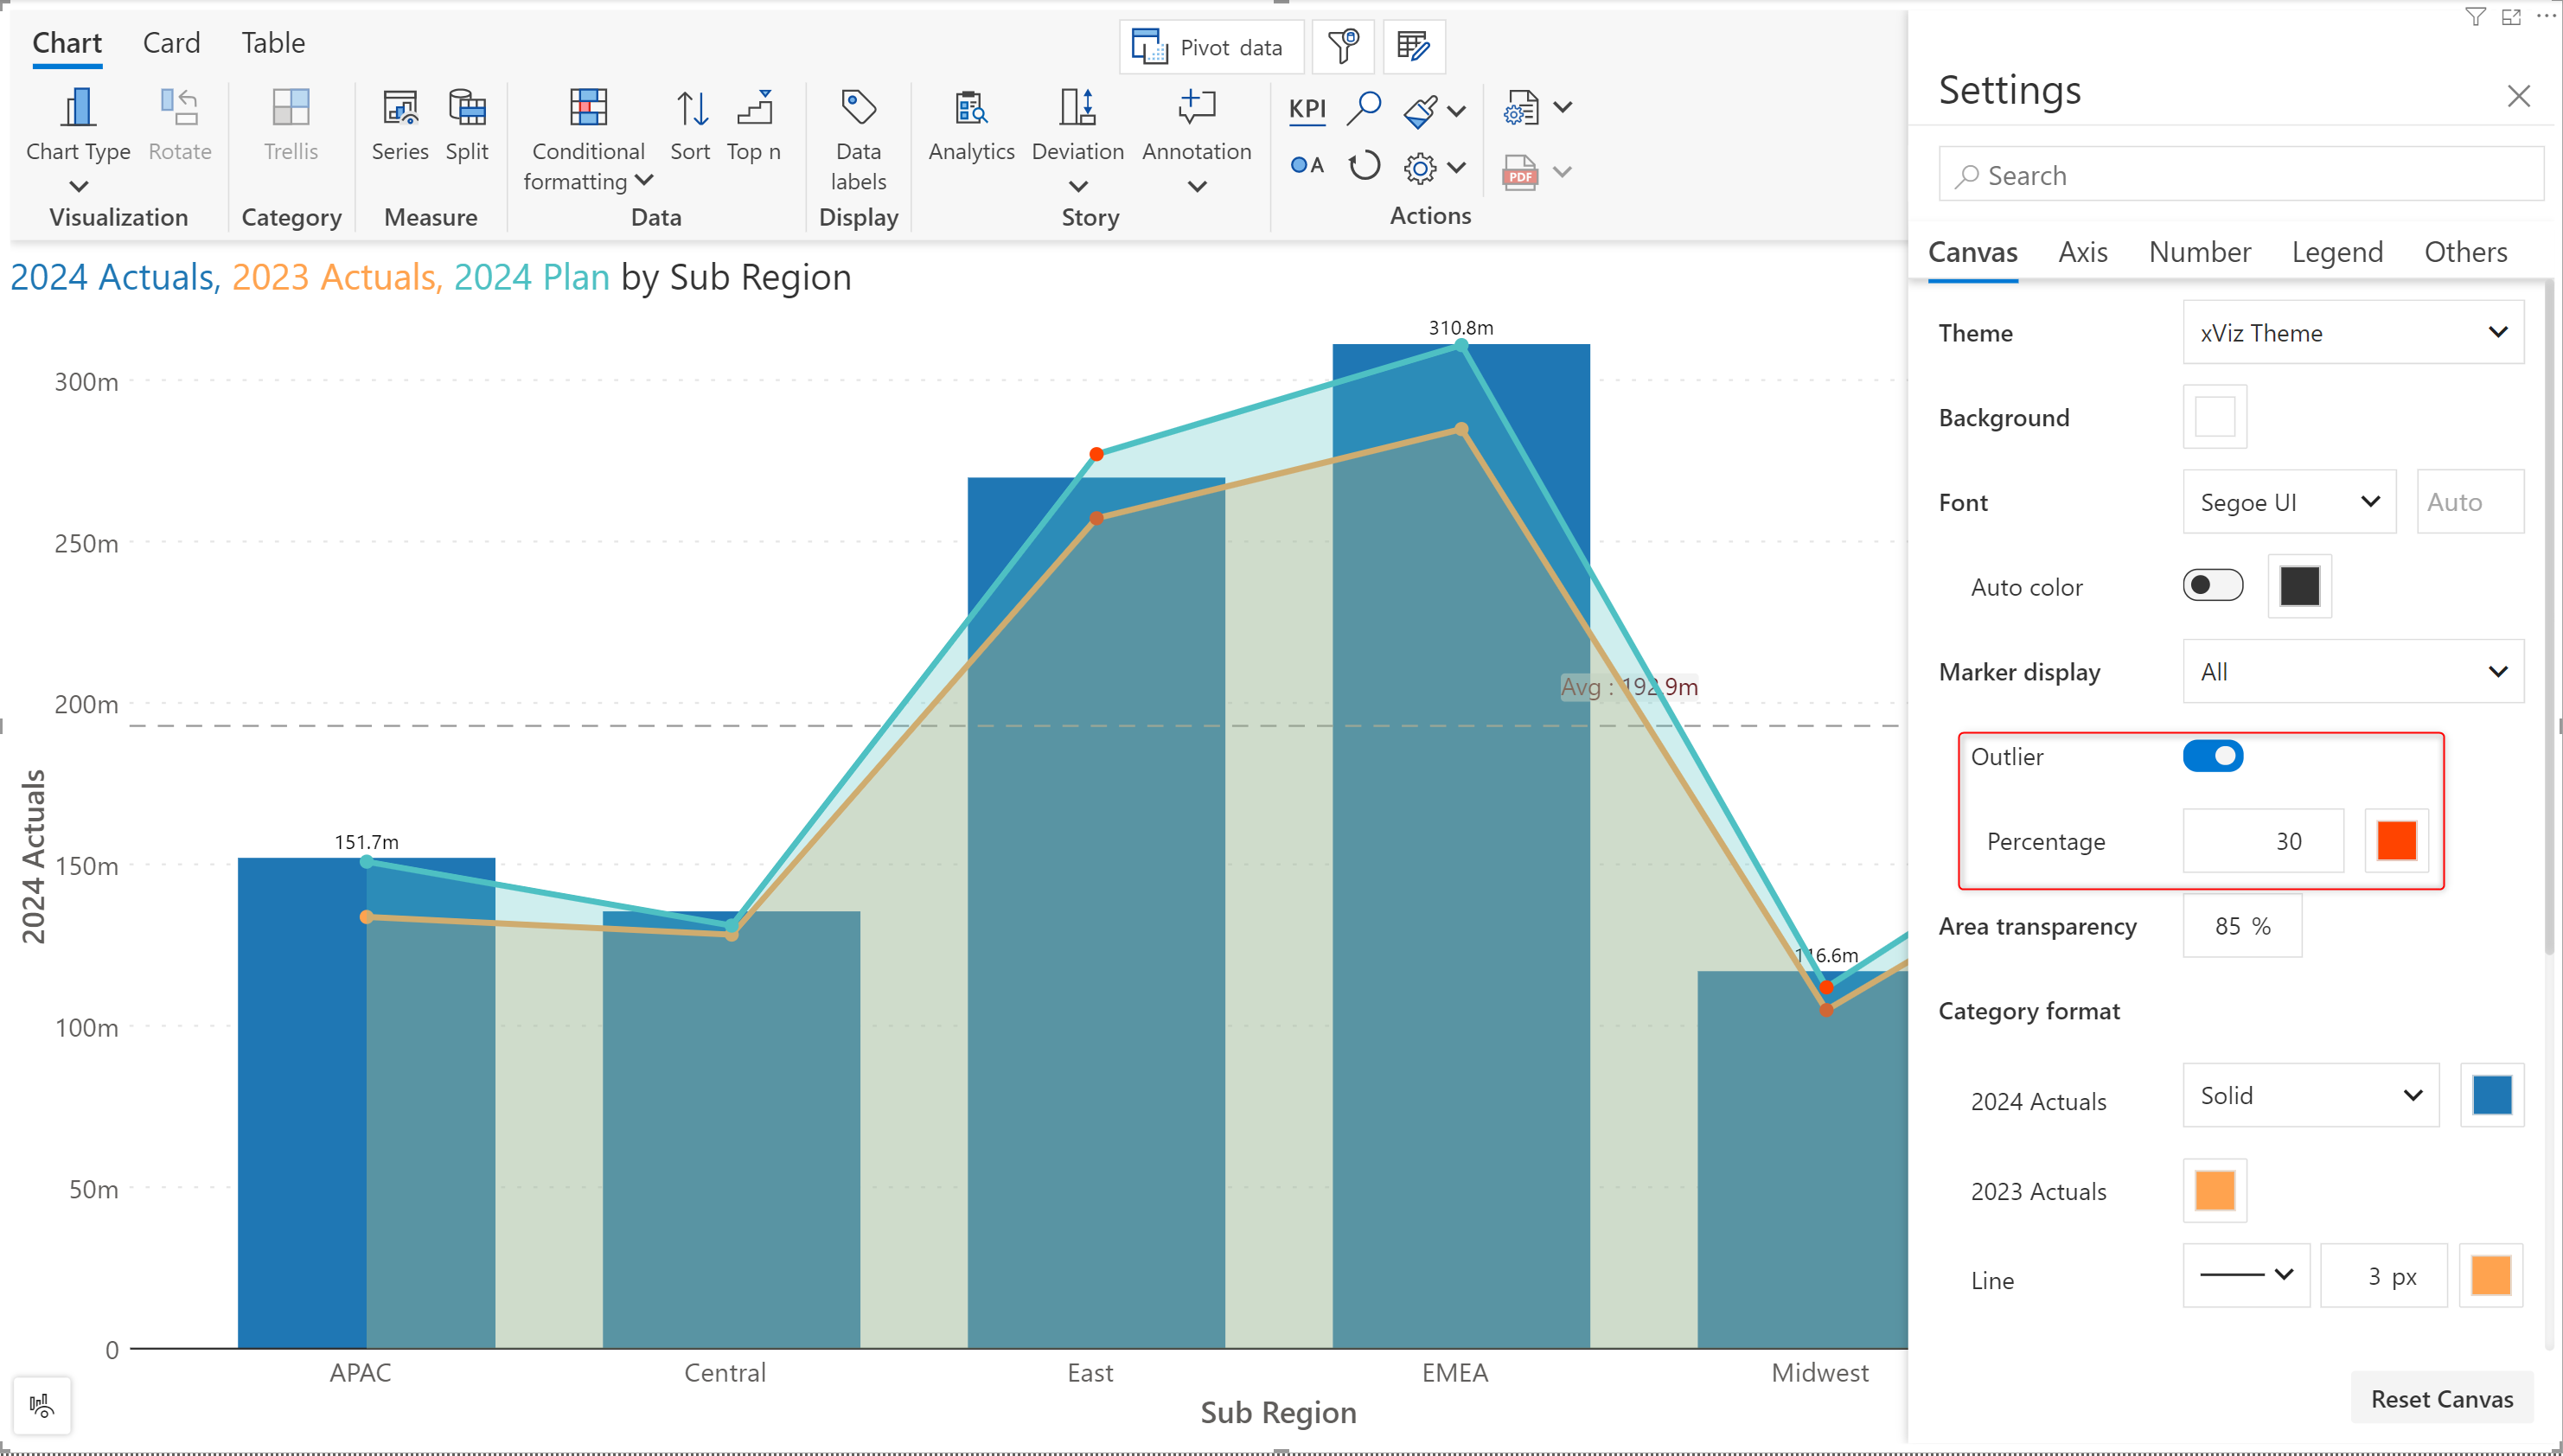 Chart Card Table
Pivot data
Chart Type Rotate Trellis Series Split Conditional formatting Sort Top n Data labels Analytics Deviation Annotation
KPI
A
PDF
Visualization Category Measure Data Display Story Actions
2024 Actuals, 2023 Actuals, 2024 Plan by Sub Region
2024 Actuals
300m
250m
200m
150m
100m
50m
0
310.8m
Avg : 192.9m
151.7m
116.6m
APAC Central East EMEA Midwest
Sub Region
Settings
Search
Canvas Axis Number Legend Others
Theme xViz Theme
Background
Font Segoe UI Auto
Auto color
Marker display All
Outlier
Percentage 30
Area transparency 85 %
Category format
2024 Actuals Solid
2023 Actuals
Line 3 px
Reset Canvas